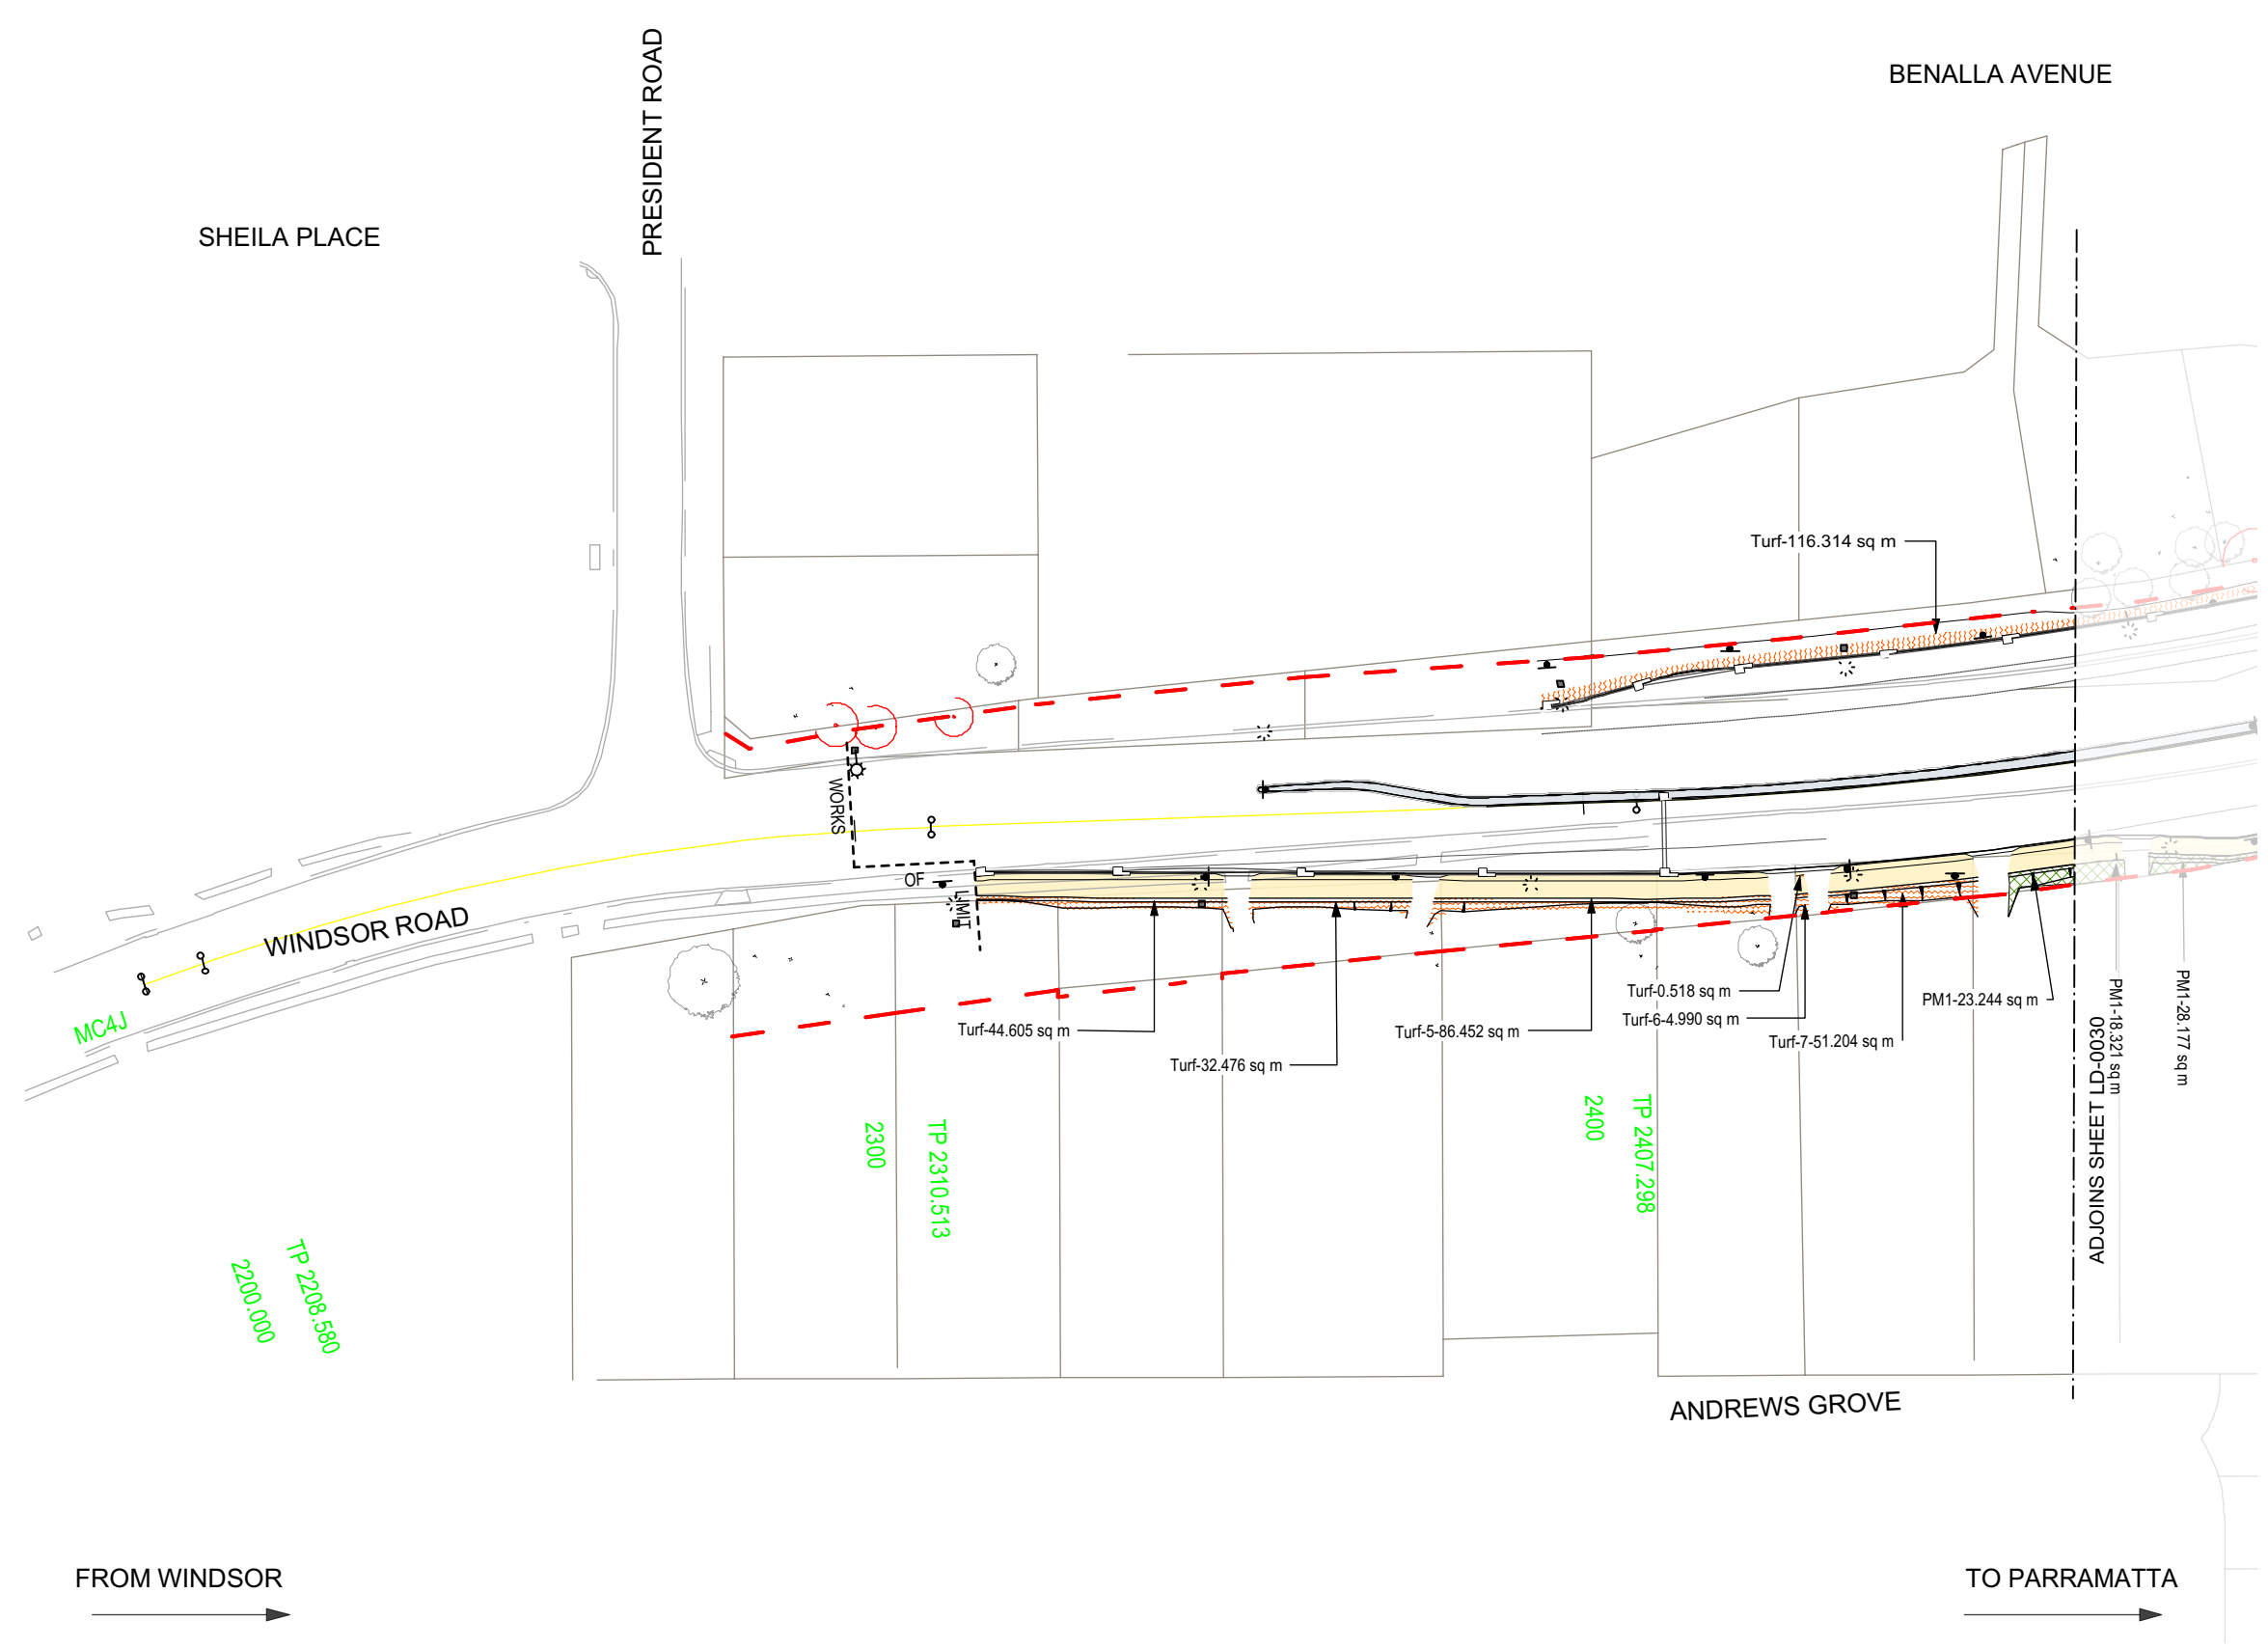 PRESIDENT ROAD
BENALLA AVENUE
SHEILA PLACE
Turf-116.314 sq m
WORKS
OF
LIMIT
WINDSOR ROAD
MC4J
Turf-0.518 sq m
PM1-23.244 sq m
Turf-6-4.990 sq m
Turf-44.605 sq m
Turf-5-86.452 sq m
Turf-7-51.204 sq m
Turf-32.476 sq m
PM1-18.321 sq m
PM1-28.177 sq m
ADJOINS SHEET LD-0030
2300
TP 2310.513
2400
TP 2407.298
2200.000
TP 2208.580
ANDREWS GROVE
FROM WINDSOR
TO PARRAMATTA